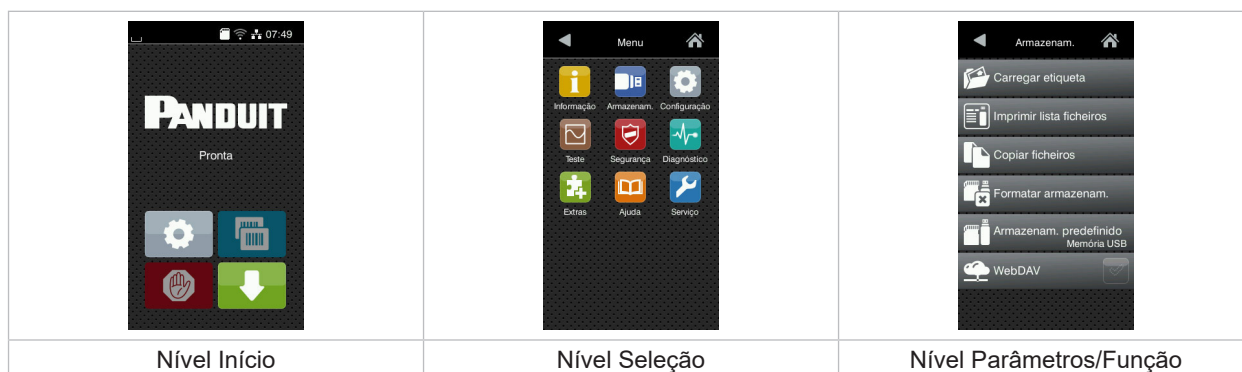 07:49
PANDUIT
Pronta
Nível Início
Menu
Informação Armazenam. Configuração
Teste Segurança Diagnóstico
Extras Ajuda Serviço
Nível Seleção
Armazenam.
Carregar etiqueta
Imprimir lista ficheiros
Copiar ficheiros
Formatar armazenam.
Armazenam. predefinido
Memória USB
WebDAV
Nível Parâmetros/Função